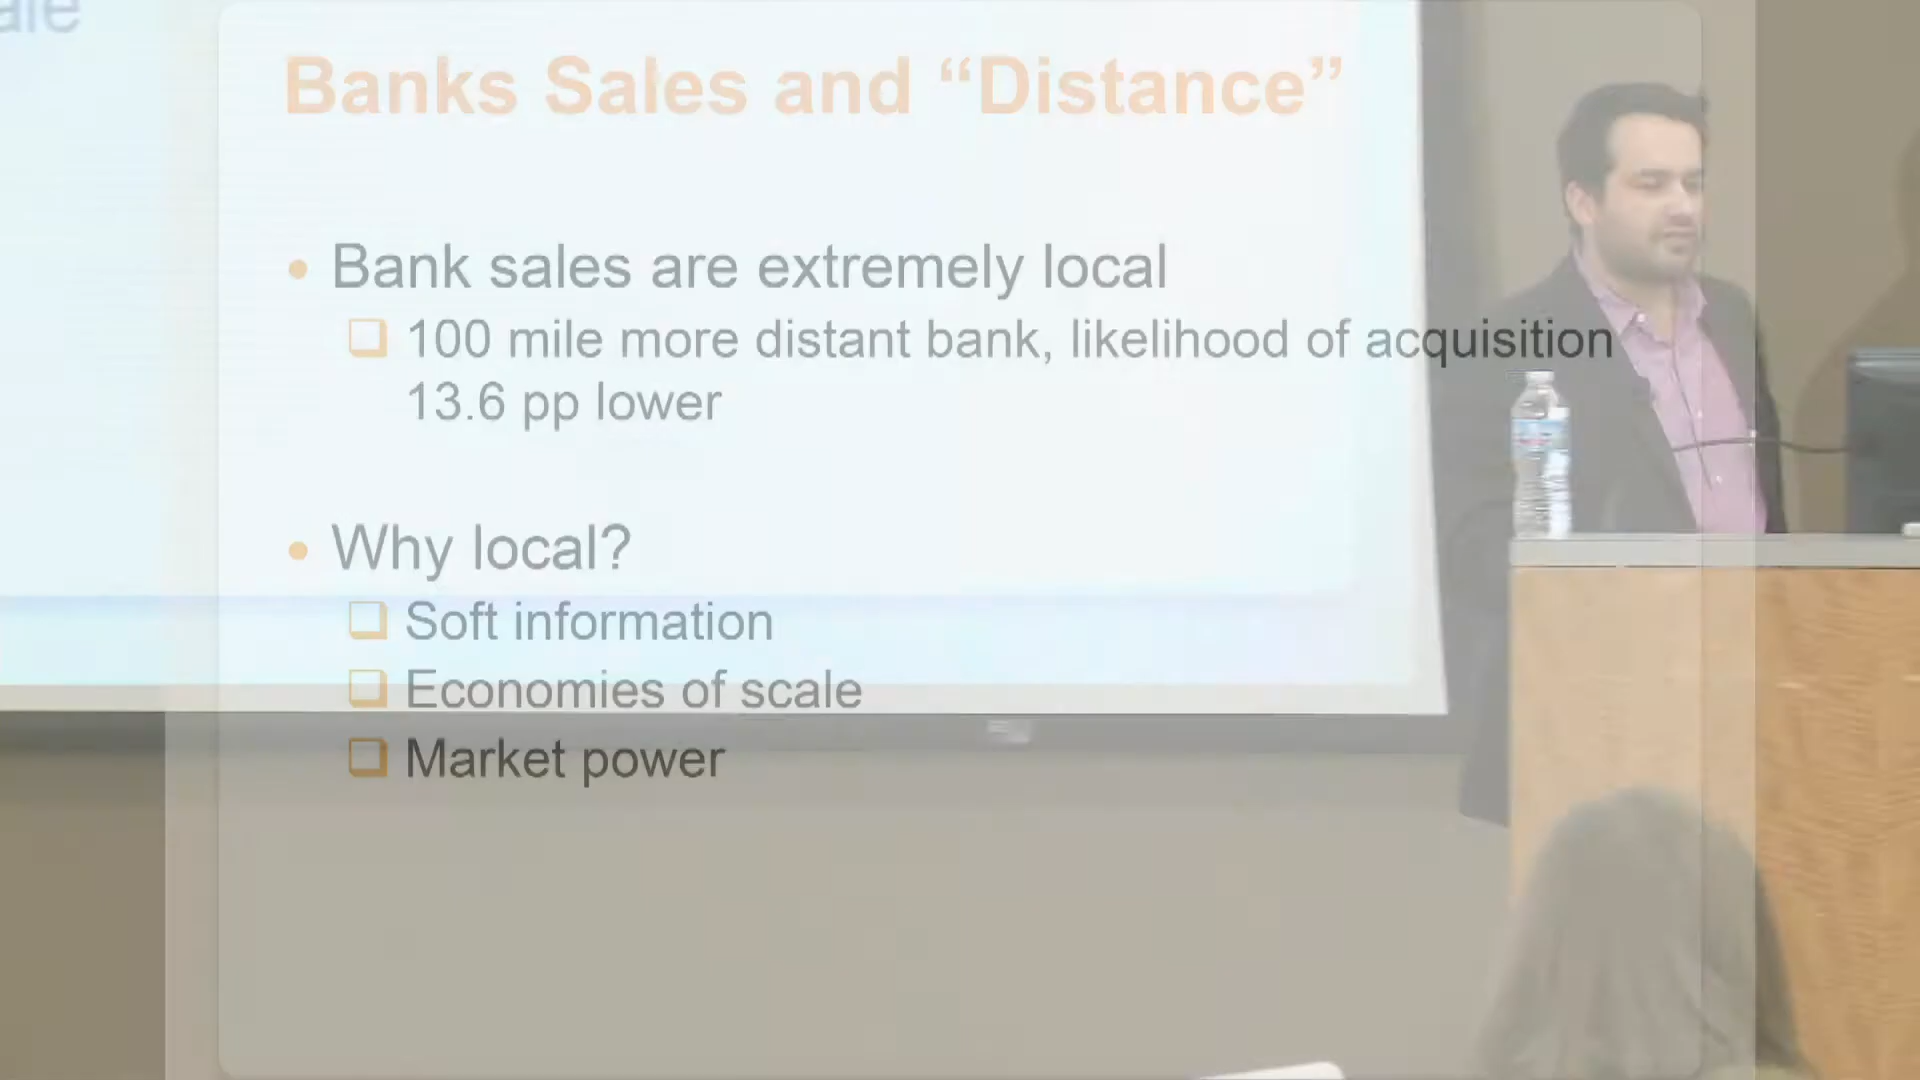 ale
Banks Sales and “Distance”
• Bank sales are extremely local
❑ 100 mile more distant bank, likelihood of acquisition
13.6 pp lower
• Why local?
❑ Soft information
❑ Economies of scale
❑ Market power